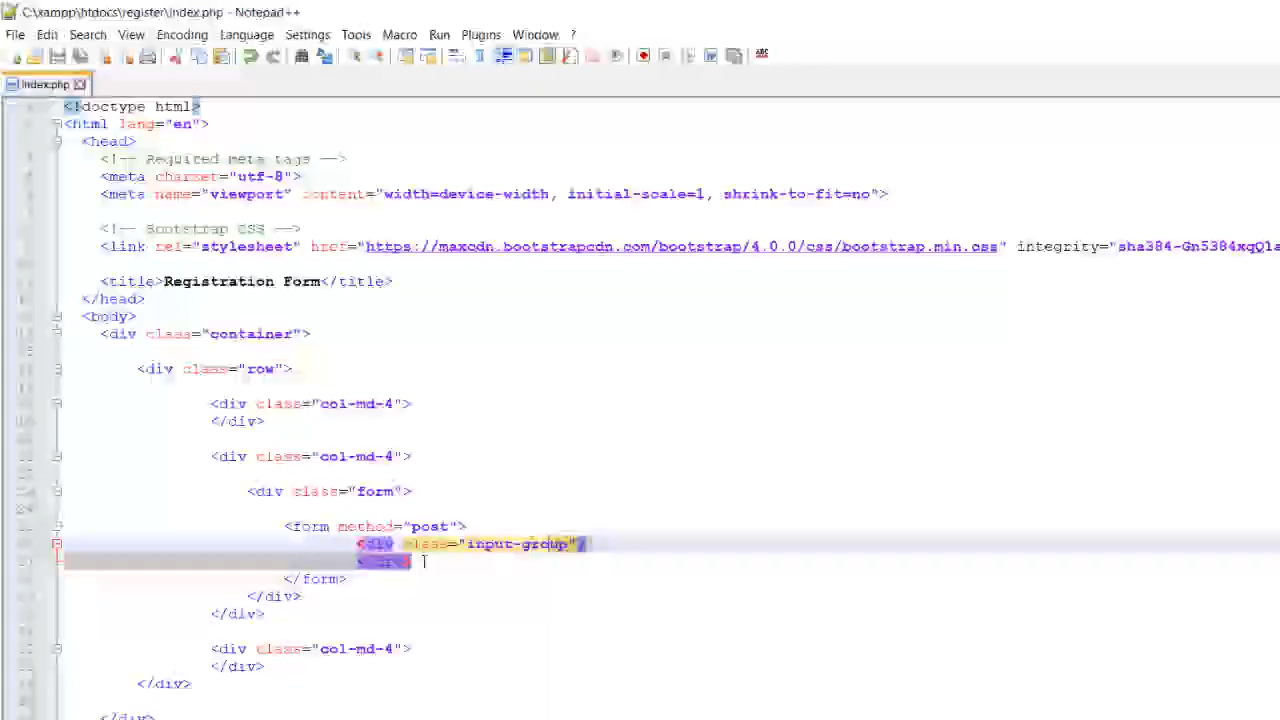 C:\xampp\htdocs\register\index.php - Notepad++
File Edit Search View Encoding Language Settings Tools Macro Run Plugins Window ?
index.php
<!doctype html>
<html lang="en">
<head>
<!-- Required meta tags -->
<meta charset="utf-8">
<meta name="viewport" content="width=device-width, initial-scale=1, shrink-to-fit=no">
<!-- Bootstrap CSS -->
<link rel="stylesheet" href="https://maxcdn.bootstrapcdn.com/bootstrap/4.0.0/css/bootstrap.min.css" integrity="sha384-Gn5384xqQ1a
<title>Registration Form</title>
</head>
<body>
<div class="container">
<div class="row">
<div class="col-md-4">
</div>
<div class="col-md-4">
<div class="form">
<form method="post">
<div class="input-group"/
</form>
</div>
</div>
<div class="col-md-4">
</div>
</div>
</div>